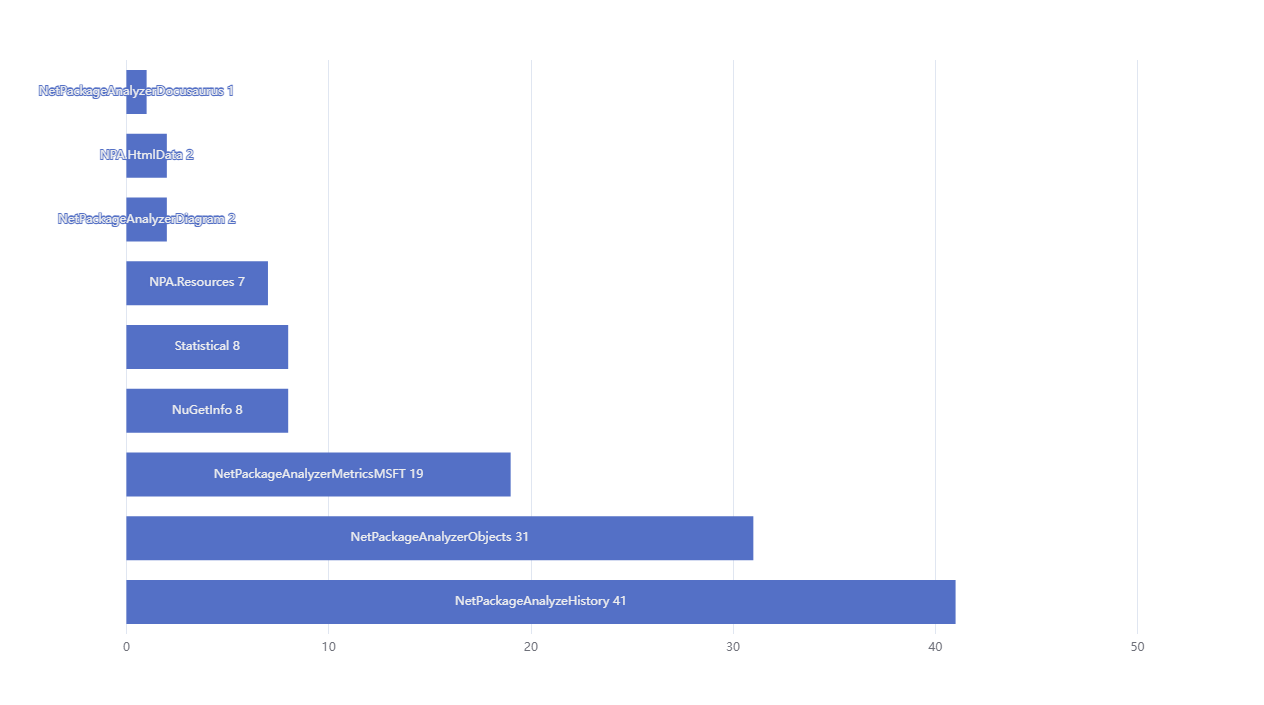 NetPackageAnalyzerDocusaurus 1
NPA.HtmlData 2
NetPackageAnalyzerDiagram 2
NPA.Resources 7
Statistical 8
NuGetInfo 8
NetPackageAnalyzerMetricsMSFT 19
NetPackageAnalyzerObjects 31
NetPackageAnalyzeHistory 41
0 10 20 30 40 50